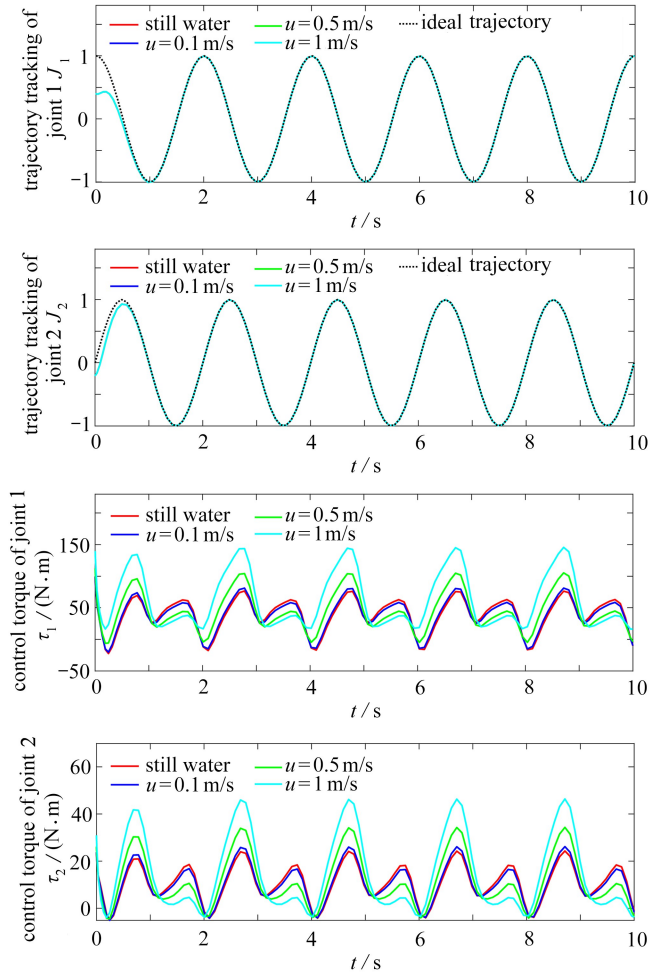 still water u = 0.5 m/s ideal trajectory
u = 0.1 m/s u = 1 m/s
trajectory tracking of
joint 1 J₁
1
0
−1
0 2 4 6 8 10
t / s
still water u = 0.5 m/s ideal trajectory
u = 0.1 m/s u = 1 m/s
trajectory tracking of
joint 2 J₂
1
0
−1
0 2 4 6 8 10
t / s
still water u = 0.5 m/s
u = 0.1 m/s u = 1 m/s
control torque of joint 1
τ₁ / (N·m)
150
50
−50
0 2 4 6 8 10
t / s
still water u = 0.5 m/s
u = 0.1 m/s u = 1 m/s
control torque of joint 2
τ₂ / (N·m)
60
40
20
0
0 2 4 6 8 10
t / s